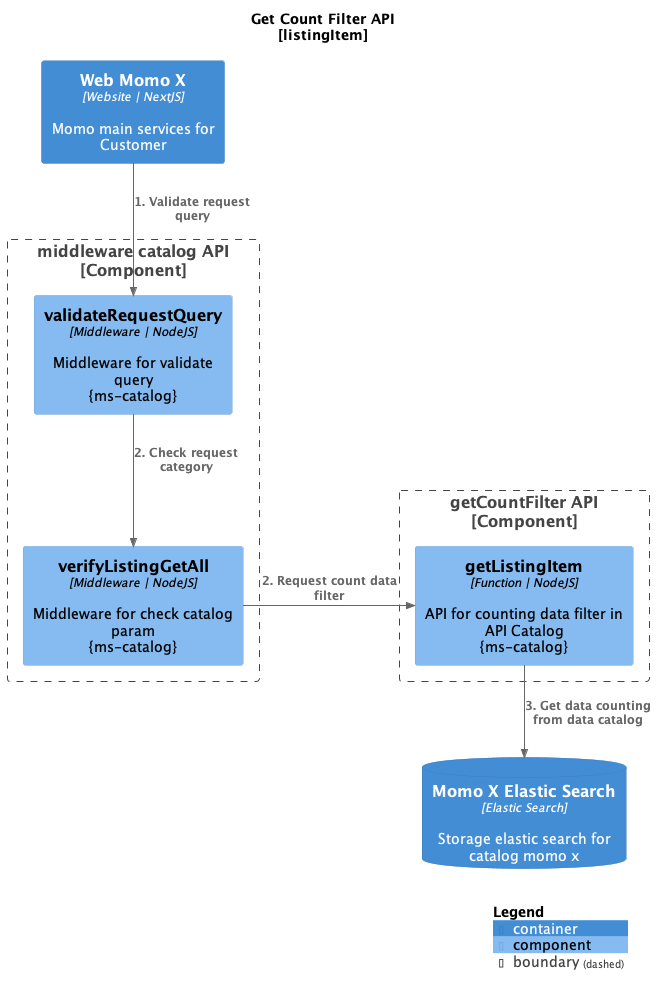 Get Count Filter API
[listingItem]
Web Momo X
[Website | NextJS]
Momo main services for
Customer
1. Validate request
query
middleware catalog API
[Component]
validateRequestQuery
[Middleware | NodeJS]
Middleware for validate
query
{ms-catalog}
2. Check request
category
verifyListingGetAll
[Middleware | NodeJS]
Middleware for check catalog
param
{ms-catalog}
2. Request count data
filter
getCountFilter API
[Component]
getListingItem
[Function | NodeJS]
API for counting data filter in
API Catalog
{ms-catalog}
3. Get data counting
from data catalog
Momo X Elastic Search
[Elastic Search]
Storage elastic search for
catalog momo x
Legend
container
component
boundary (dashed)